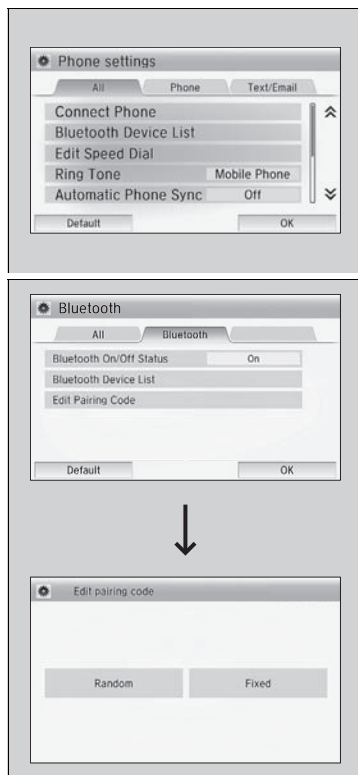 Phone settings
All Phone Text/Email
Connect Phone
Bluetooth Device List
Edit Speed Dial
Ring Tone Mobile Phone
Automatic Phone Sync Off
Default OK
Bluetooth
All Bluetooth
Bluetooth On/Off Status On
Bluetooth Device List
Edit Pairing Code
Default OK
Edit pairing code
Random Fixed